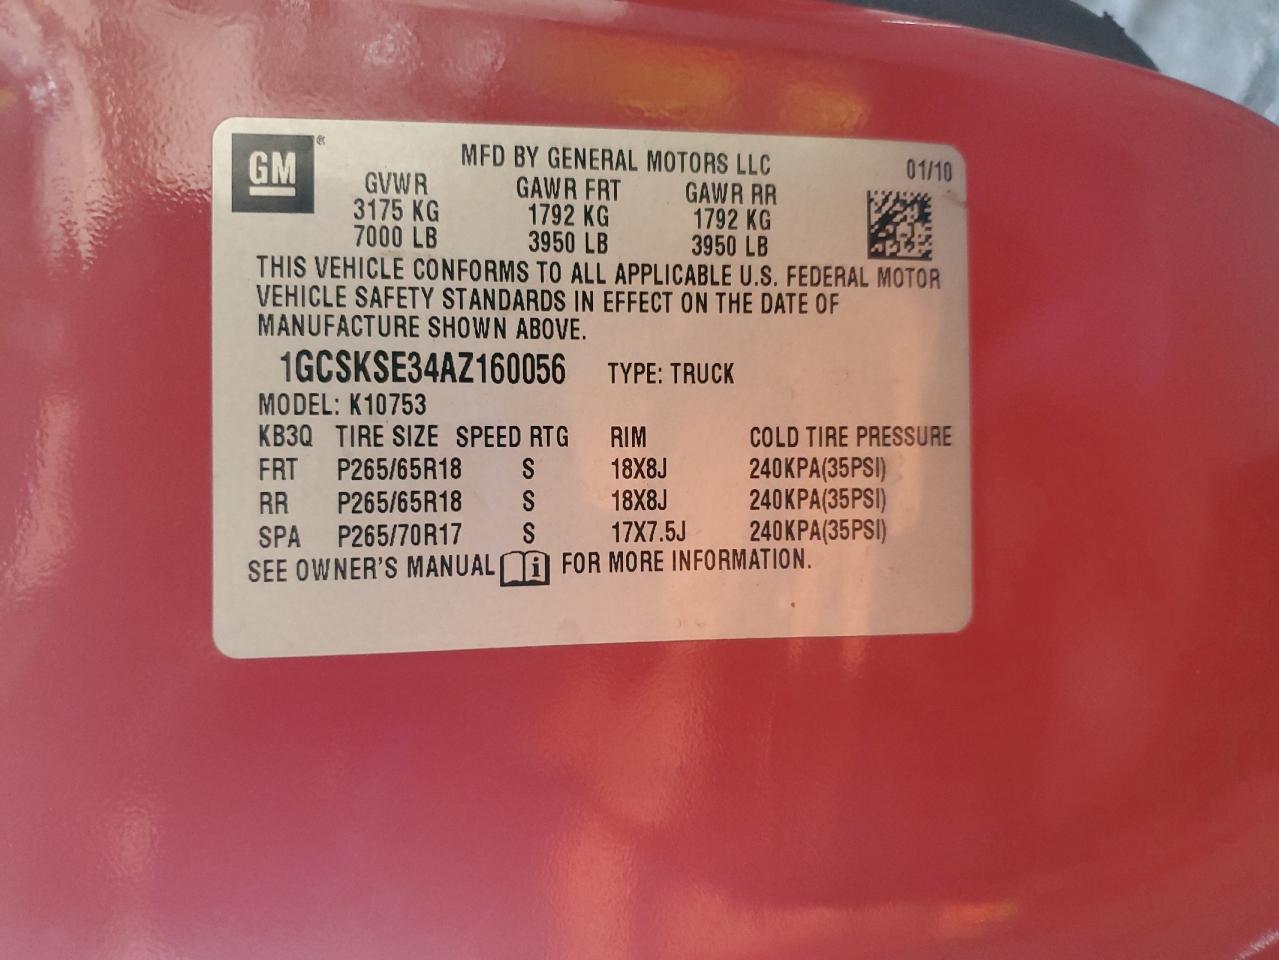 GM ® MFD BY GENERAL MOTORS LLC 01/10
GVWR GAWR FRT GAWR RR
3175 KG 1792 KG 1792 KG
7000 LB 3950 LB 3950 LB
THIS VEHICLE CONFORMS TO ALL APPLICABLE U.S. FEDERAL MOTOR
VEHICLE SAFETY STANDARDS IN EFFECT ON THE DATE OF
MANUFACTURE SHOWN ABOVE.
1GCSKSE34AZ160056 TYPE: TRUCK
MODEL: K10753
KB3Q TIRE SIZE SPEED RTG RIM COLD TIRE PRESSURE
FRT P265/65R18 S 18X8J 240KPA(35PSI)
RR P265/65R18 S 18X8J 240KPA(35PSI)
SPA P265/70R17 S 17X7.5J 240KPA(35PSI)
SEE OWNER'S MANUAL i FOR MORE INFORMATION.